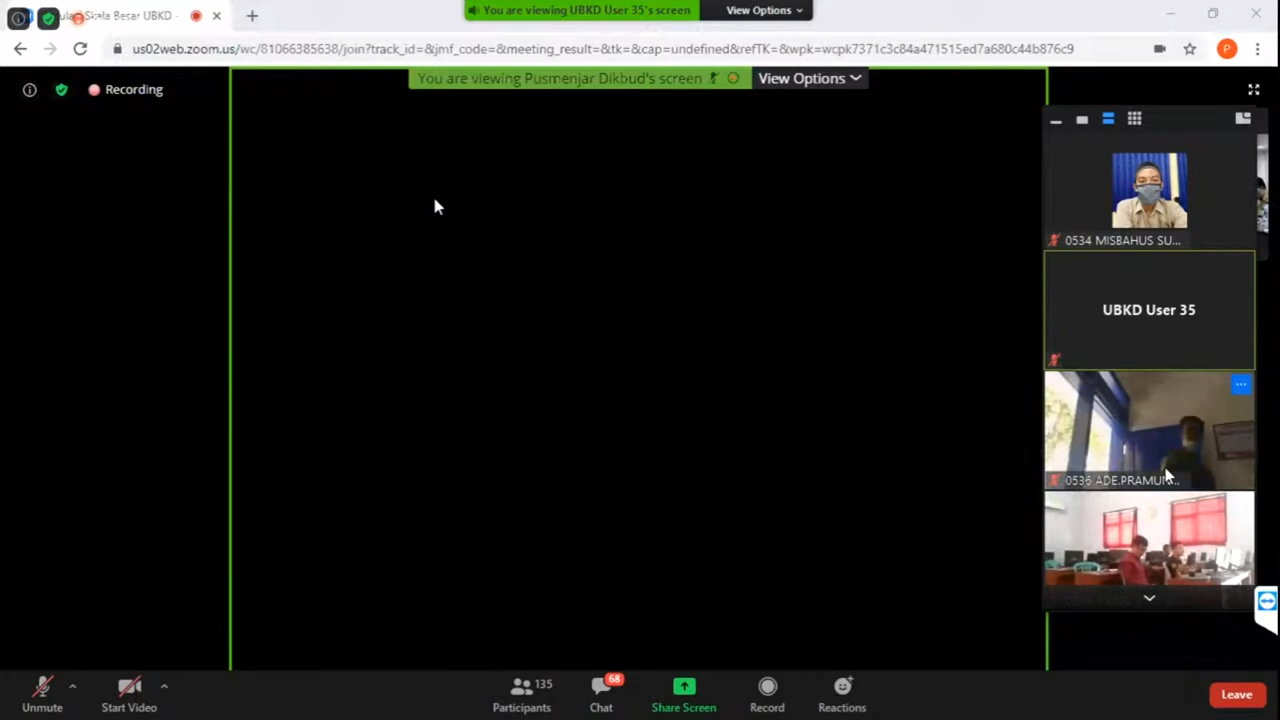 ula Skala Besar UBKD -
You are viewing UBKD User 35's screen
View Options
us02web.zoom.us/wc/81066385638/join?track_id=&jmf_code=&meeting_result=&tk=&cap=undefined&refTK=&wpk=wcpk7371c3c84a471515ed7a680c44b876c9
P
You are viewing Pusmenjar Dikbud's screen
View Options
Recording
0534 MISBAHUS SU...
UBKD User 35
0536 ADE.PRAMU...
Unmute
Start Video
135
Participants
68
Chat
Share Screen
Record
Reactions
Leave